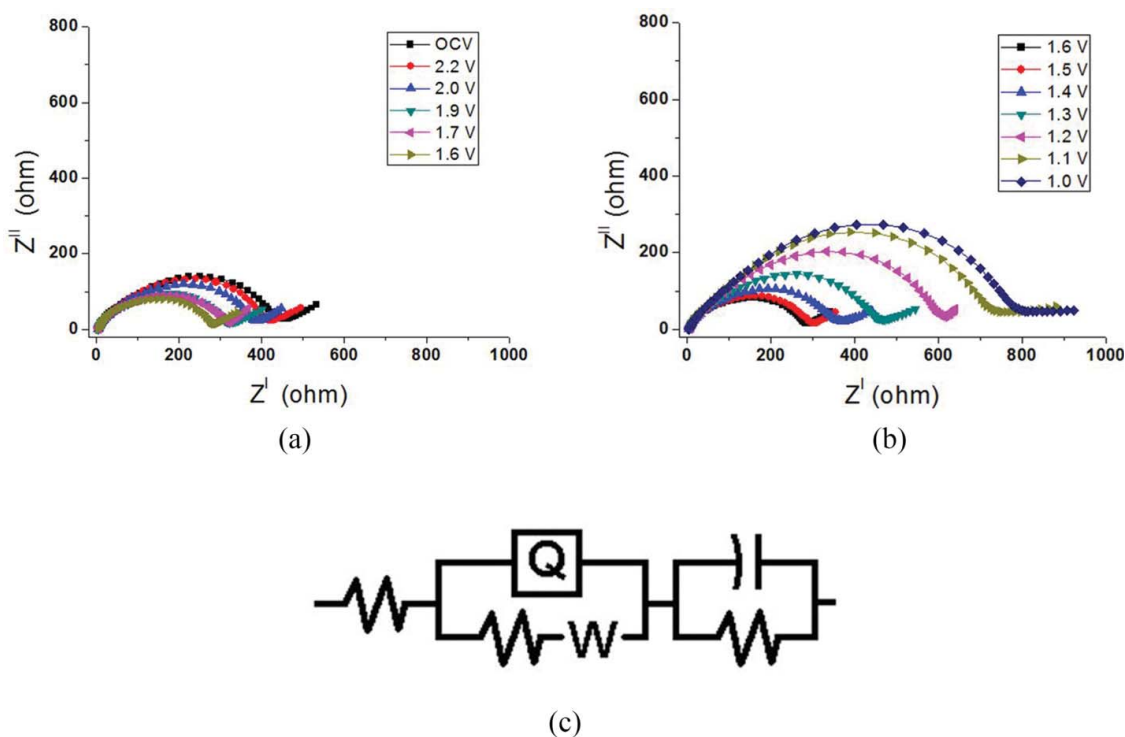 800
600
400
200
0
Z^II (ohm)
0 200 400 600 800 1000
Z^I (ohm)
OCV
2.2 V
2.0 V
1.9 V
1.7 V
1.6 V
(a)
800
600
400
200
0
Z^II (ohm)
0 200 400 600 800 1000
Z^I (ohm)
1.6 V
1.5 V
1.4 V
1.3 V
1.2 V
1.1 V
1.0 V
(b)
Q
W
(c)